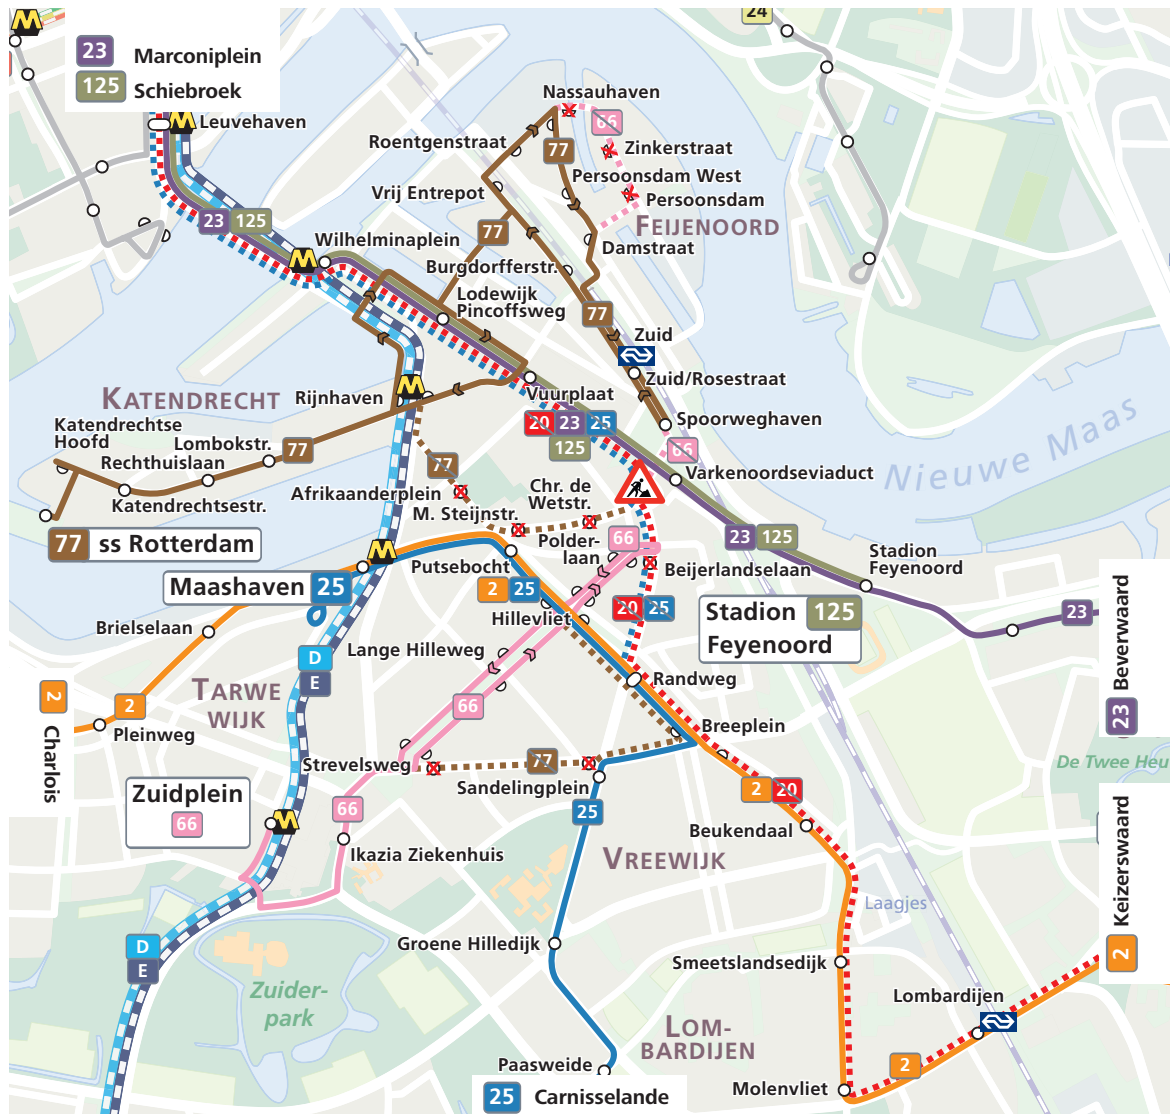 24
23 Marconiplein
125 Schiebroek
Leuvehaven
Nassauhaven
66
Roentgenstraat
77
Zinkerstraat
Persoonsdam West
Vrij Entrepot
Persoonsdam
FEIJENOORD
23 125
77
Wilhelminaplein
Damstraat
Burgdorfferstr.
Lodewijk
Pincoffsweg
77
Zuid
Zuid/Rosestraat
Vuurplaat
KATENDRECHT
Rijnhaven
Katendrechtse
Hoofd
Lombokstr.
77
Rechthuislaan
Katendrechtsestr.
20 23 25
125
Spoorweghaven
66
Nieuwe Maas
Varkenoordseviaduct
77
Afrikaanderplein
Chr. de
Wetstr.
M. Steijnstr.
77 ss Rotterdam
66
Polder-
laan
23 125
Stadion
Feyenoord
Putsebocht
Beijerlandselaan
Maashaven 25
2 25
20 25
Hillevliet
Stadion 125
Feyenoord
23
Beverwaard
23
Brielselaan
Lange Hilleweg
D
E
Randweg
TARWE
WIJK
2
Charlois
2
Pleinweg
66
Breeplein
Strevelsweg
77
Sandelingplein
De Twee Heu
Zuidplein
66
66
25
2 20
Beukendaal
Keizerswaard
2
Ikazia Ziekenhuis
VREEWIJK
Laagjes
Groene Hilledijk
D
E
Smeetslandsedijk
Zuider-
park
Lombardijen
LOM-
BARDIJEN
Paasweide
2
Molenvliet
25 Carnisselande